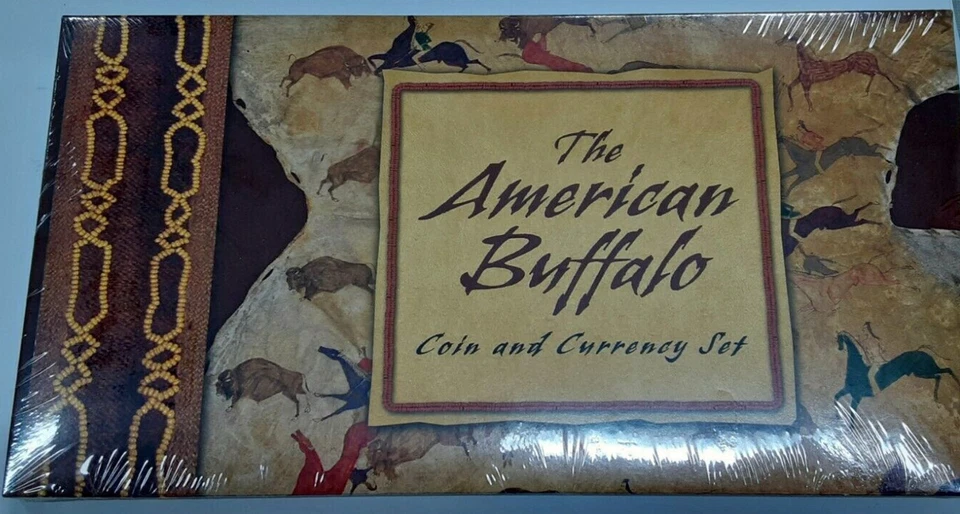 The
American
Buffalo
Coin and Currency Set